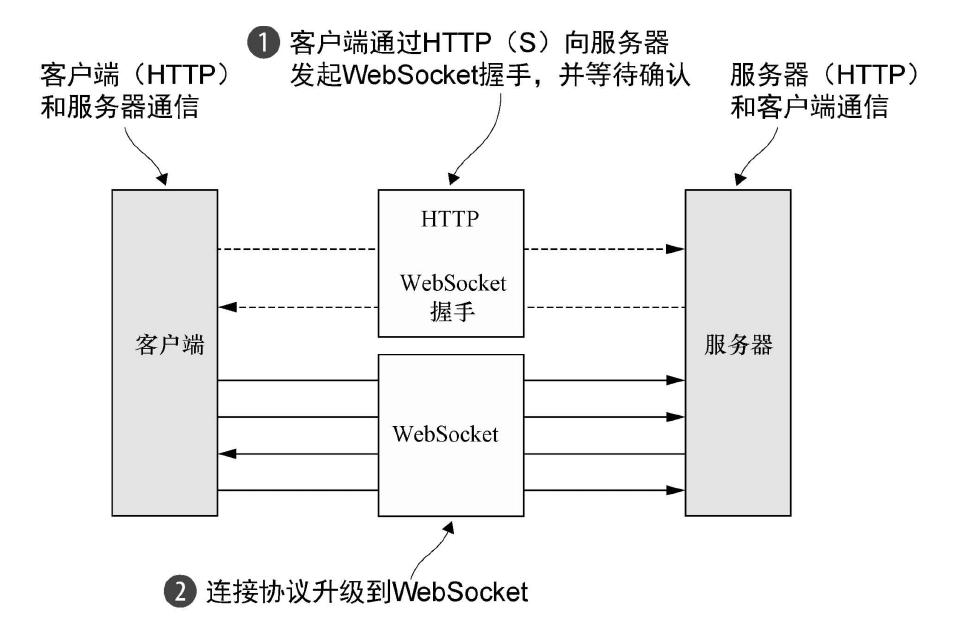 ❶ 客户端通过HTTP（S）向服务器
发起WebSocket握手，并等待确认
客户端（HTTP）
和服务器通信
服务器（HTTP）
和客户端通信
HTTP
WebSocket
握手
客户端
服务器
WebSocket
❷ 连接协议升级到WebSocket